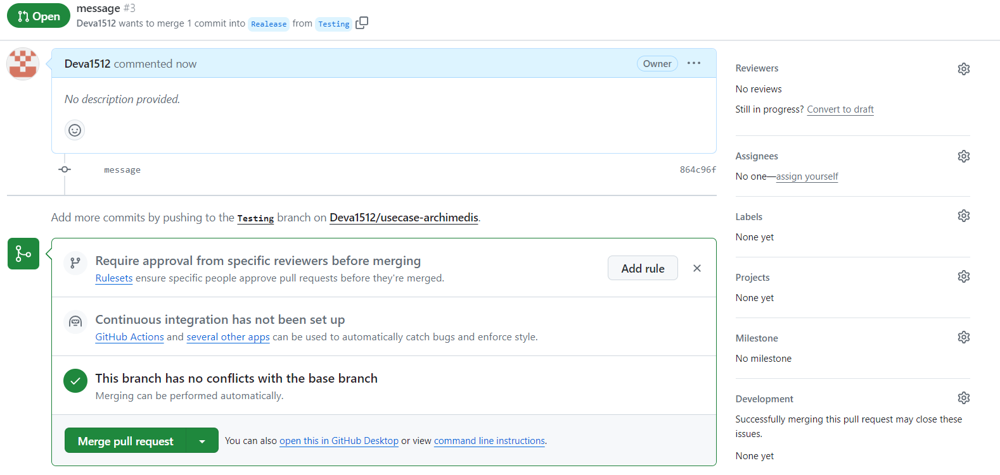 Open
message #3
Deva1512 wants to merge 1 commit into Realease from Testing
Deva1512 commented now
Owner
No description provided.
message
864c96f
Add more commits by pushing to the Testing branch on Deva1512/usecase-archimedis.
Require approval from specific reviewers before merging
Rulesets ensure specific people approve pull requests before they're merged.
Add rule
Continuous integration has not been set up
GitHub Actions and several other apps can be used to automatically catch bugs and enforce style.
This branch has no conflicts with the base branch
Merging can be performed automatically.
Merge pull request
You can also open this in GitHub Desktop or view command line instructions.
Reviewers
No reviews
Still in progress? Convert to draft
Assignees
No one—assign yourself
Labels
None yet
Projects
None yet
Milestone
No milestone
Development
Successfully merging this pull request may close these
issues.
None yet